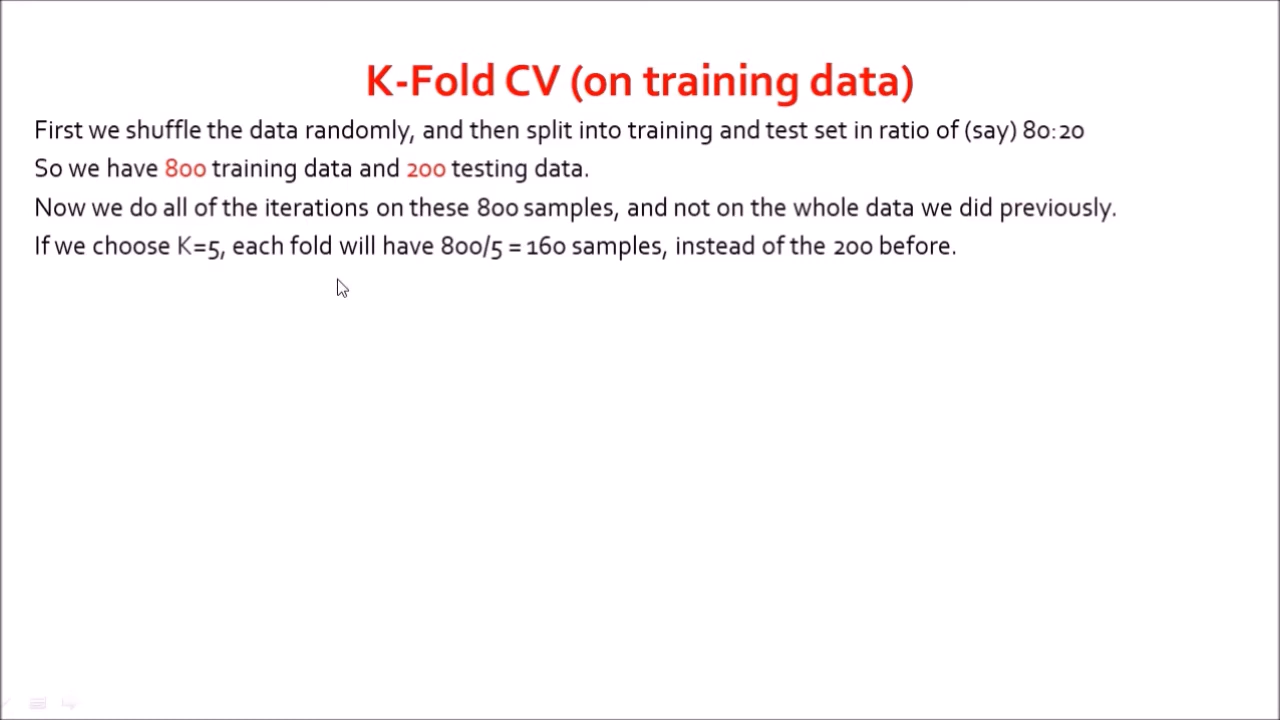 K-Fold CV (on training data)
First we shuffle the data randomly, and then split into training and test set in ratio of (say) 80:20
So we have 800 training data and 200 testing data.
Now we do all of the iterations on these 800 samples, and not on the whole data we did previously.
If we choose K=5, each fold will have 800/5 = 160 samples, instead of the 200 before.